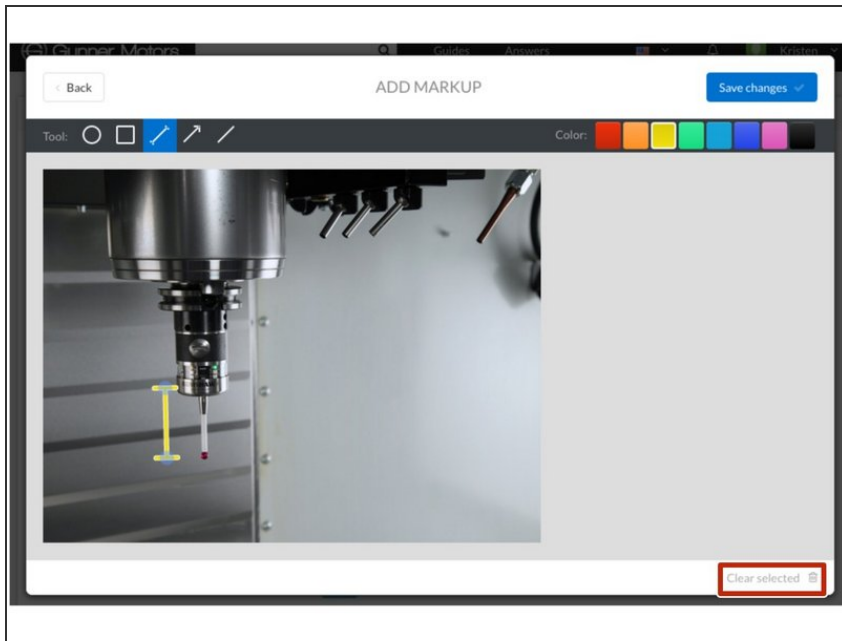 Gunner Motors Guides Answers Kristen
Back ADD MARKUP Save changes
Tool: Color:
Clear selected